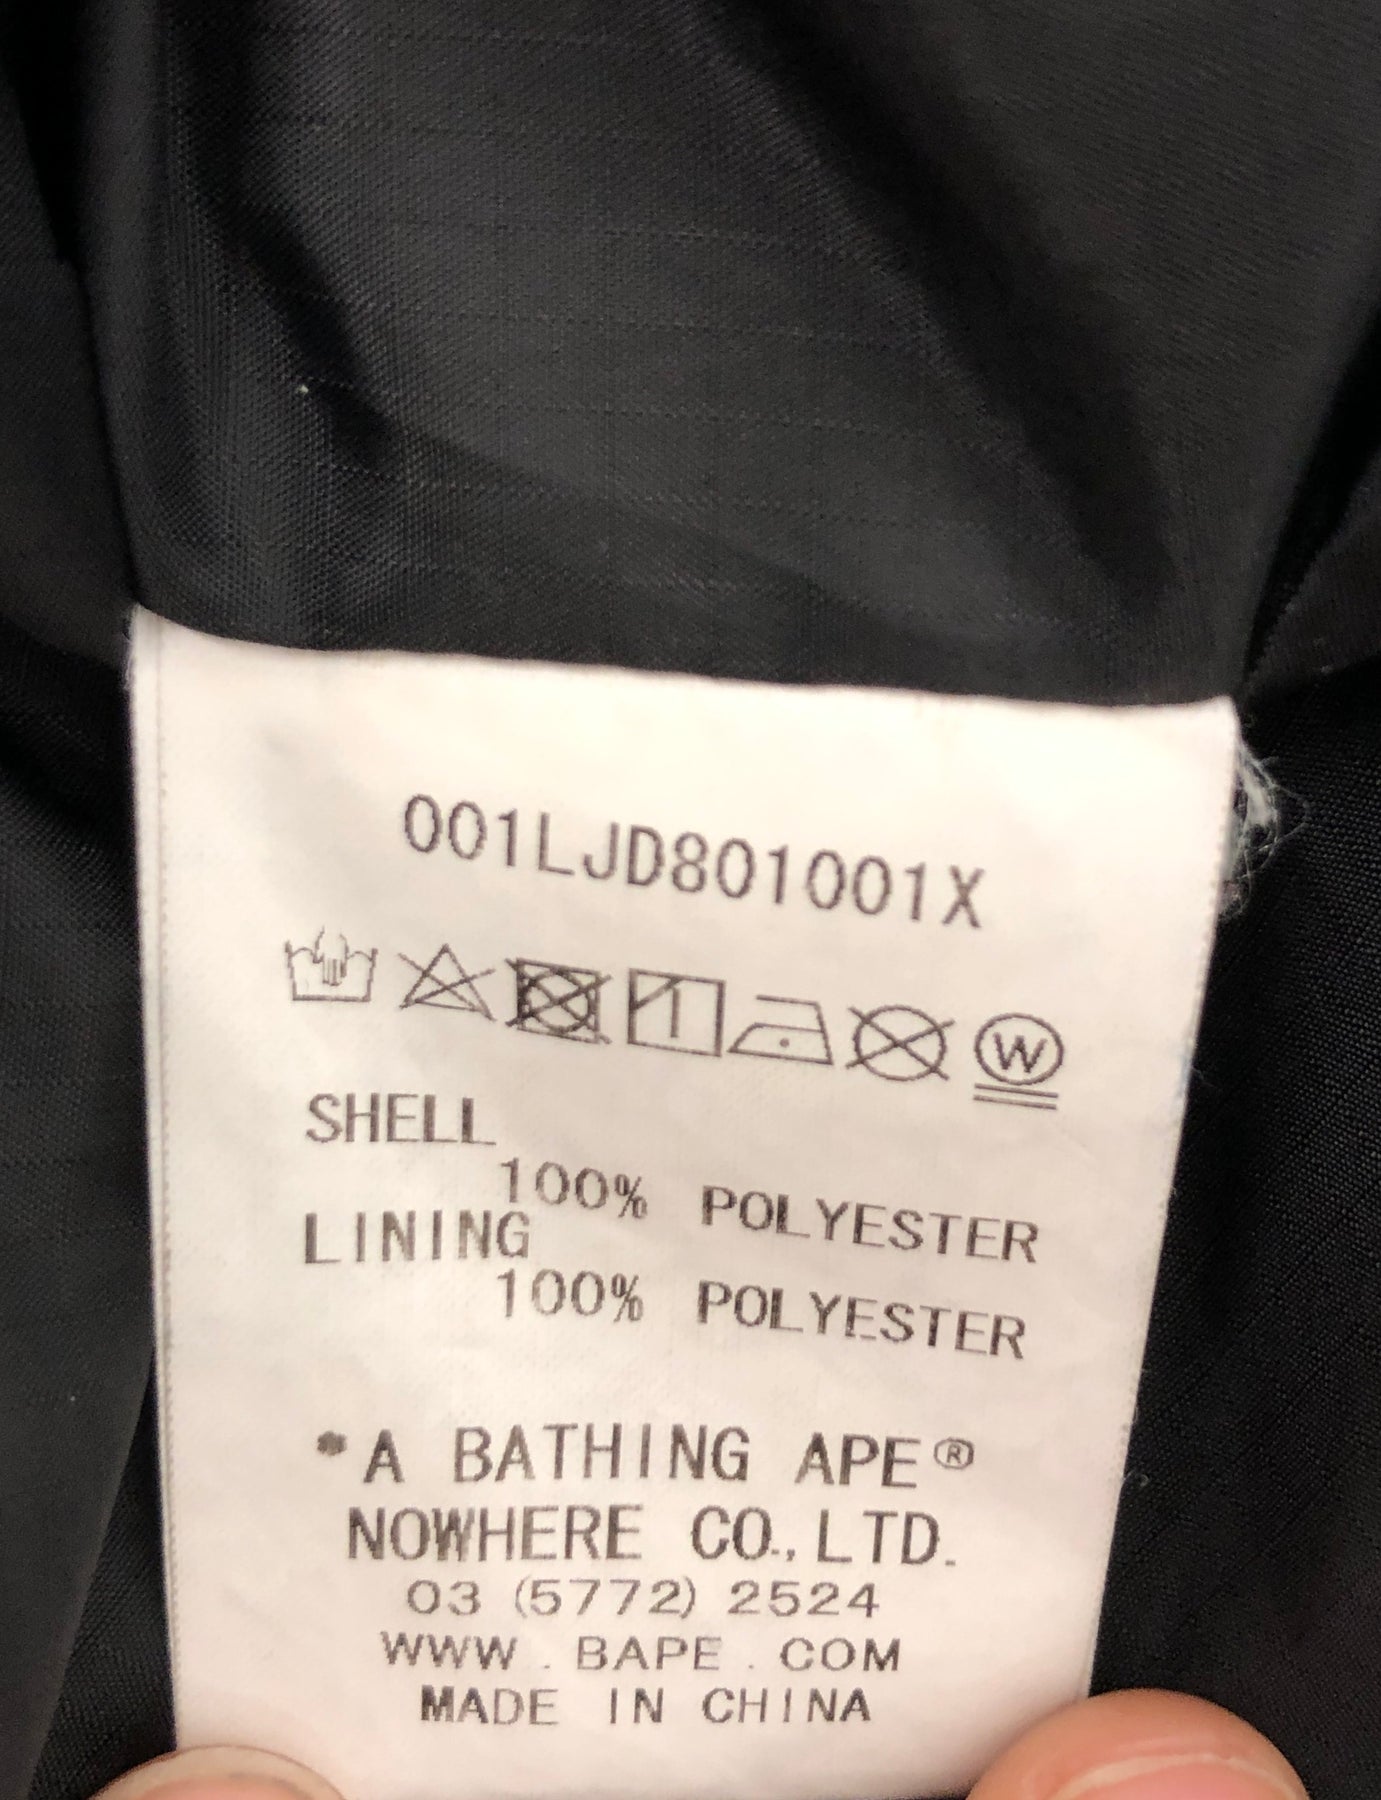 001LJD801001X
W
SHELL
100% POLYESTER
LINING
100% POLYESTER
*A BATHING APE®
NOWHERE CO., LTD.
03 (5772) 2524
WWW . BAPE . COM
MADE IN CHINA